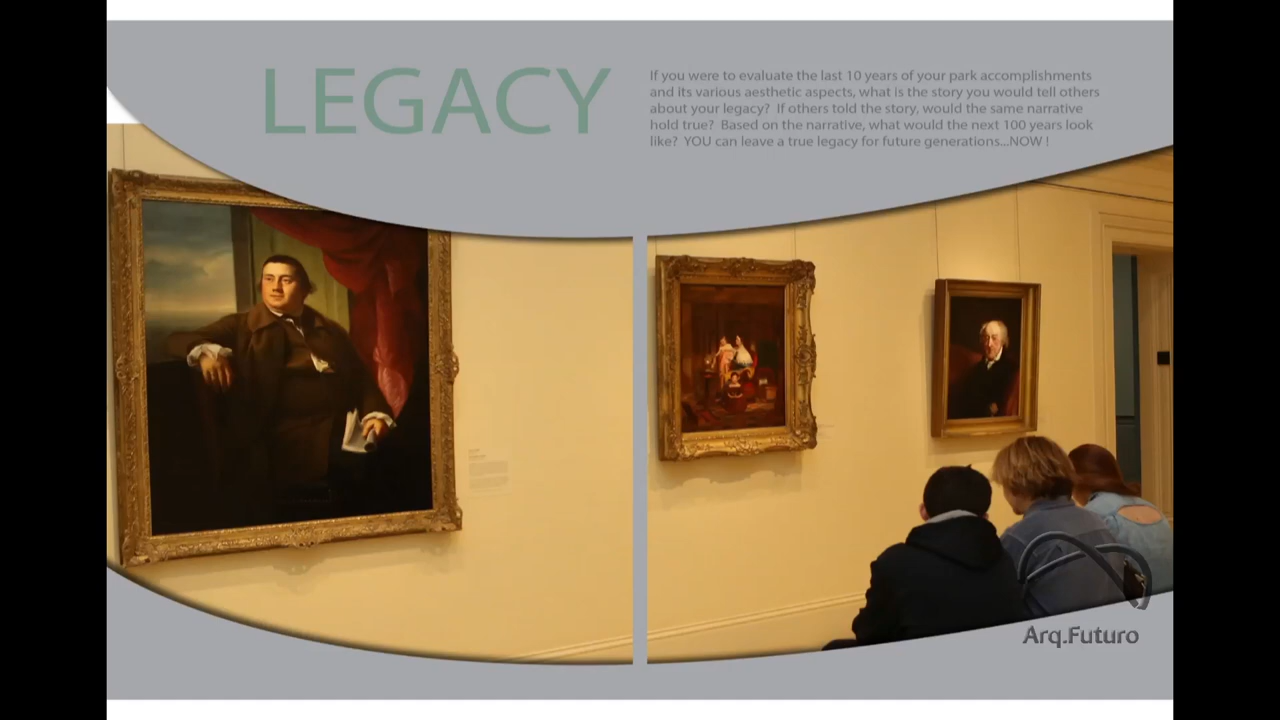 LEGACY
If you were to evaluate the last 10 years of your park accomplishments
and its various aesthetic aspects, what is the story you would tell others
about your legacy?  If others told the story, would the same narrative
hold true?  Based on the narrative, what would the next 100 years look
like?  YOU can leave a true legacy for future generations...NOW !
Arq.Futuro